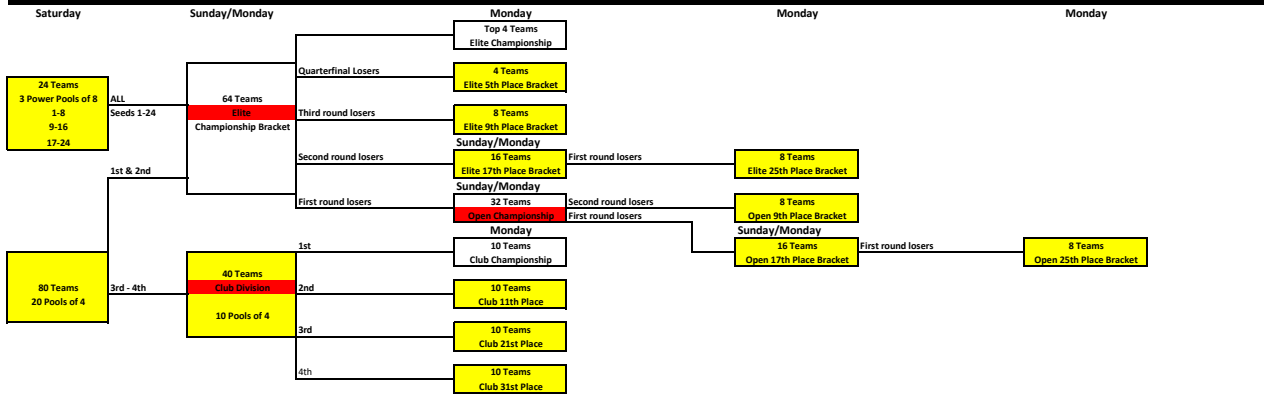 Saturday
Sunday/Monday
Monday
Monday
Monday
Top 4 Teams
Elite Championship
Quarterfinal Losers
4 Teams
Elite 5th Place Bracket
24 Teams
3 Power Pools of 8
1-8
9-16
17-24
ALL
Seeds 1-24
64 Teams
Elite
Championship Bracket
Third round losers
8 Teams
Elite 9th Place Bracket
Sunday/Monday
Second round losers
16 Teams
Elite 17th Place Bracket
First round losers
8 Teams
Elite 25th Place Bracket
1st & 2nd
Sunday/Monday
First round losers
32 Teams
Open Championship
Second round losers
First round losers
8 Teams
Open 9th Place Bracket
Monday
Sunday/Monday
1st
10 Teams
Club Championship
16 Teams
Open 17th Place Bracket
First round losers
8 Teams
Open 25th Place Bracket
80 Teams
20 Pools of 4
3rd - 4th
40 Teams
Club Division
10 Pools of 4
2nd
10 Teams
Club 11th Place
3rd
10 Teams
Club 21st Place
4th
10 Teams
Club 31st Place